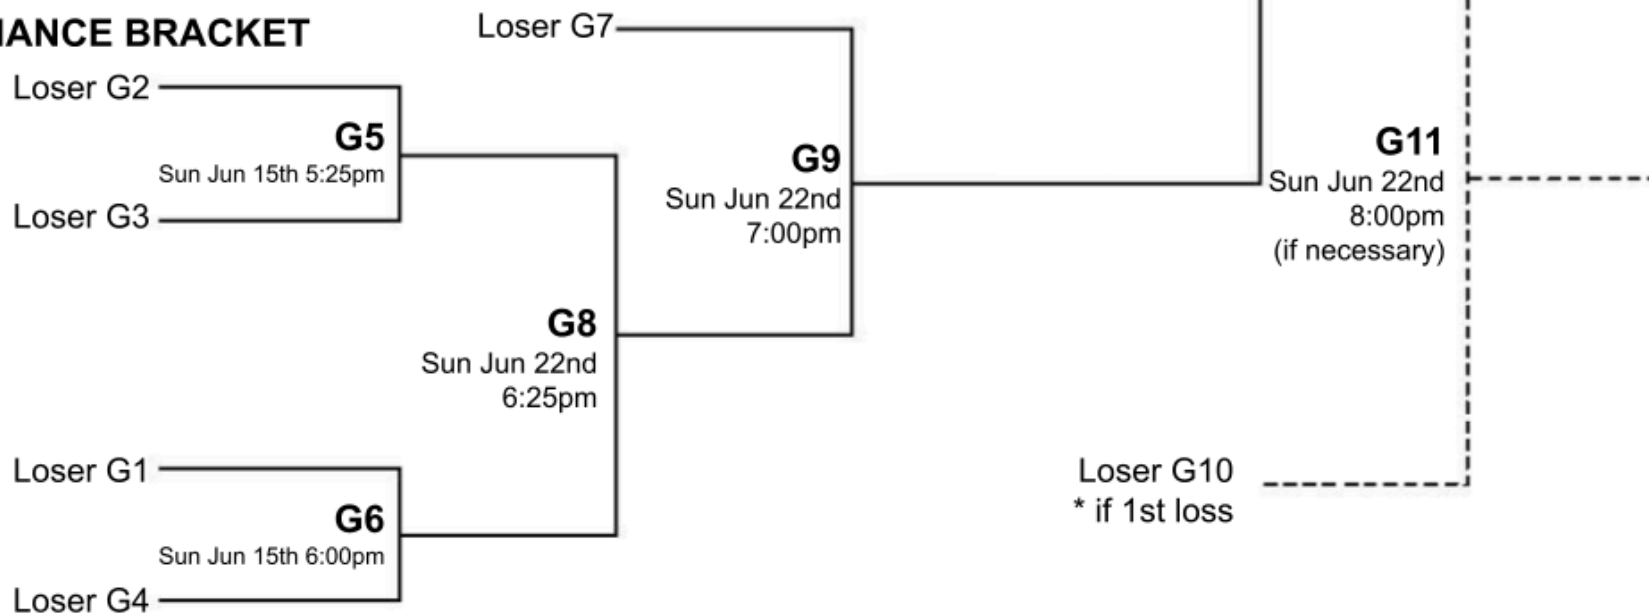 BRACKET
Loser G7
Loser G2
G5
Sun Jun 15th 5:25pm
Loser G3
G9
Sun Jun 22nd
7:00pm
G11
Sun Jun 22nd
8:00pm
(if necessary)
G8
Sun Jun 22nd
6:25pm
Loser G1
G6
Sun Jun 15th 6:00pm
Loser G4
Loser G10
* if 1st loss